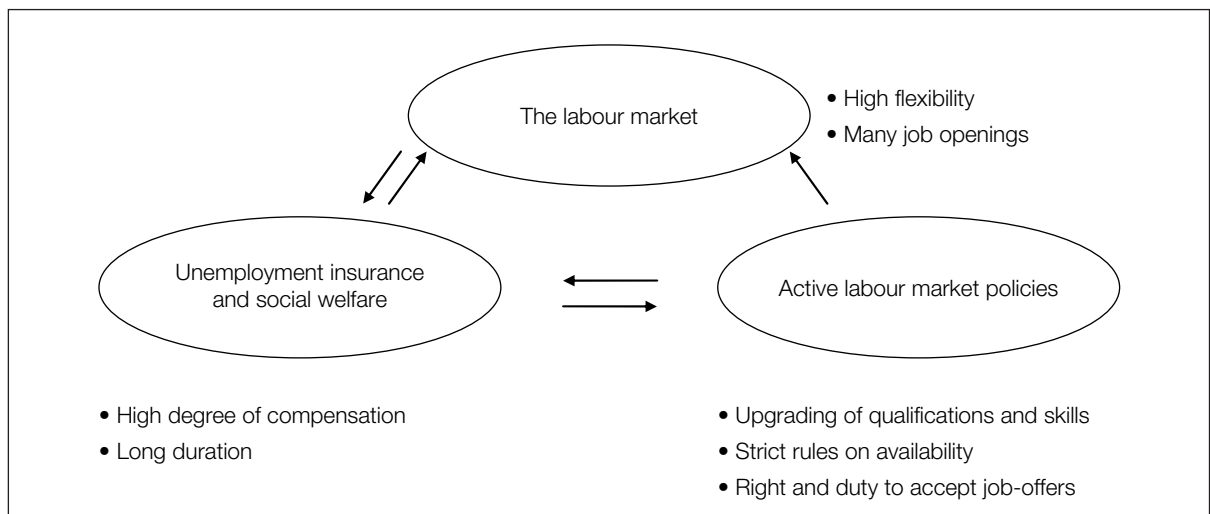 The labour market
• High flexibility
• Many job openings
Unemployment insurance
and social welfare
Active labour market policies
• High degree of compensation
• Long duration
• Upgrading of qualifications and skills
• Strict rules on availability
• Right and duty to accept job-offers